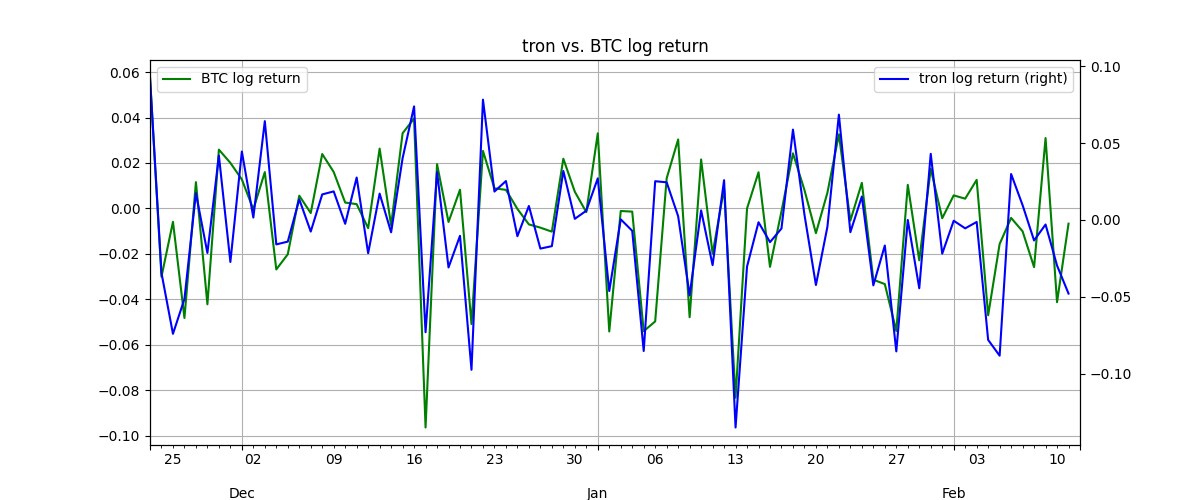 tron vs. BTC log return
BTC log return
tron log return (right)
0.06
0.04
0.02
0.00
−0.02
−0.04
−0.06
−0.08
−0.10
0.10
0.05
0.00
−0.05
−0.10
25 02 09 16 23 30 06 13 20 27 03 10
Dec Jan Feb